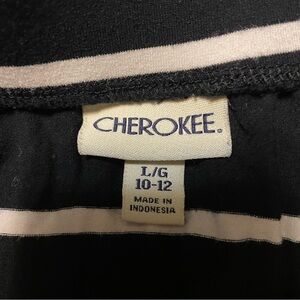 CHEROKEE.
L/G
10-12
MADE IN
INDONESIA